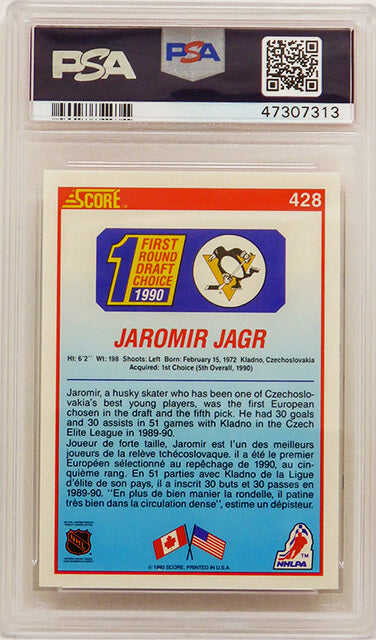 PSA
PSA
47307313
SCORE 428
1 FIRST
ROUND
DRAFT
CHOICE
1990
JAROMIR JAGR
Ht: 6'2" Wt: 198 Shoots: Left Born: February 15, 1972 Kladno, Czechoslovakia
Acquired: 1st Choice (5th Overall, 1990)
Jaromir, a husky skater who has been one of Czechoslo-
vakia's best young players, was the first European
chosen in the draft and the fifth pick. He had 30 goals
and 30 assists in 51 games with Kladno in the Czech
Elite League in 1989-90.
Joueur de forte taille, Jaromir est l'un des meilleurs
joueurs de la relève tchécoslovaque. il a été le premier
Européen sélectionné au repêchage de 1990, au cin-
quième rang. En 51 parties avec Kladno de la Ligue
d'élite de son pays, il a inscrit 30 buts et 30 passes en
1989-90. "En plus de bien manier la rondelle, il patine
très bien dans la circulation dense", estime un dépisteur.
NHL
NHLPA
© 1990 SCORE, PRINTED IN U.S.A.